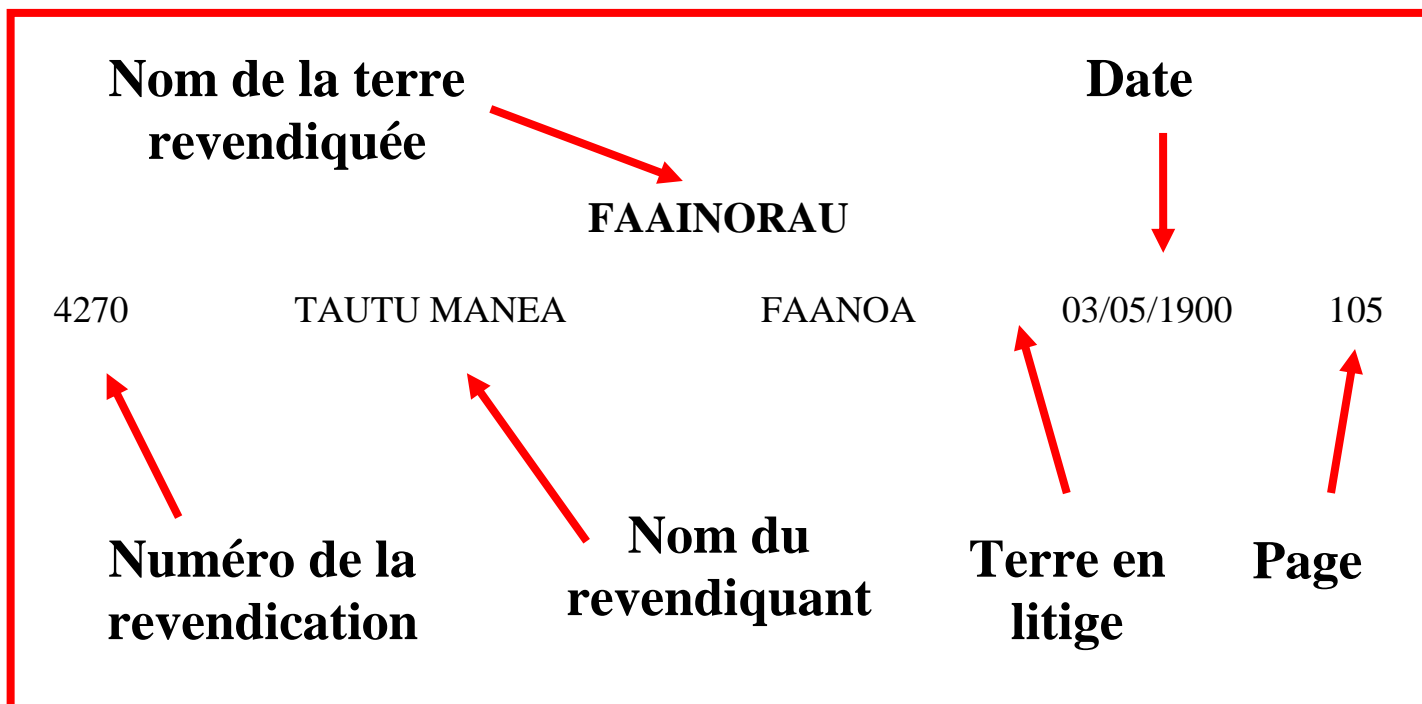 Nom de la terre
revendiquée
Date
FAAINORAU
4270 TAUTU MANEA FAANOA 03/05/1900 105
Numéro de la
revendication
Nom du
revendiquant
Terre en
litige
Page